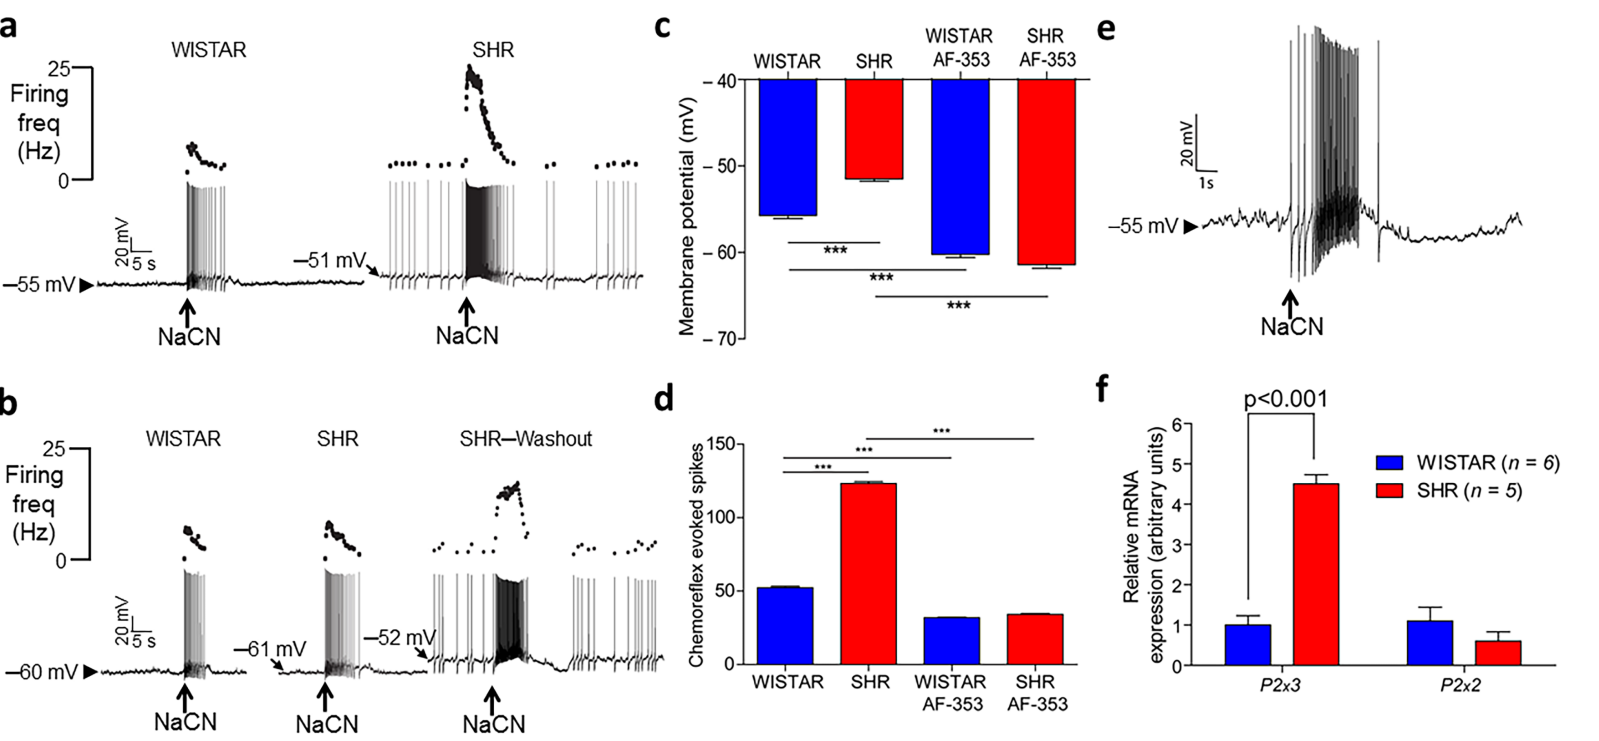 a
WISTAR
SHR
25
Firing
freq
(Hz)
0
20 mV
5 s
–55 mV
–51 mV
NaCN
NaCN
b
WISTAR
SHR
SHR–Washout
25
Firing
freq
(Hz)
0
20 mV
5 s
–60 mV
–61 mV
–52 mV
NaCN
NaCN
NaCN
c
WISTAR
SHR
WISTAR
AF-353
SHR
AF-353
Membrane potential (mV)
–40
–50
–60
–70
***
***
***
d
Chemoreflex evoked spikes
150
100
50
0
***
***
***
WISTAR
SHR
WISTAR
AF-353
SHR
AF-353
e
20 mV
1s
–55 mV
NaCN
f
p<0.001
Relative mRNA
expression (arbitrary units)
6
5
4
3
2
1
0
WISTAR (n = 6)
SHR (n = 5)
P2x3
P2x2